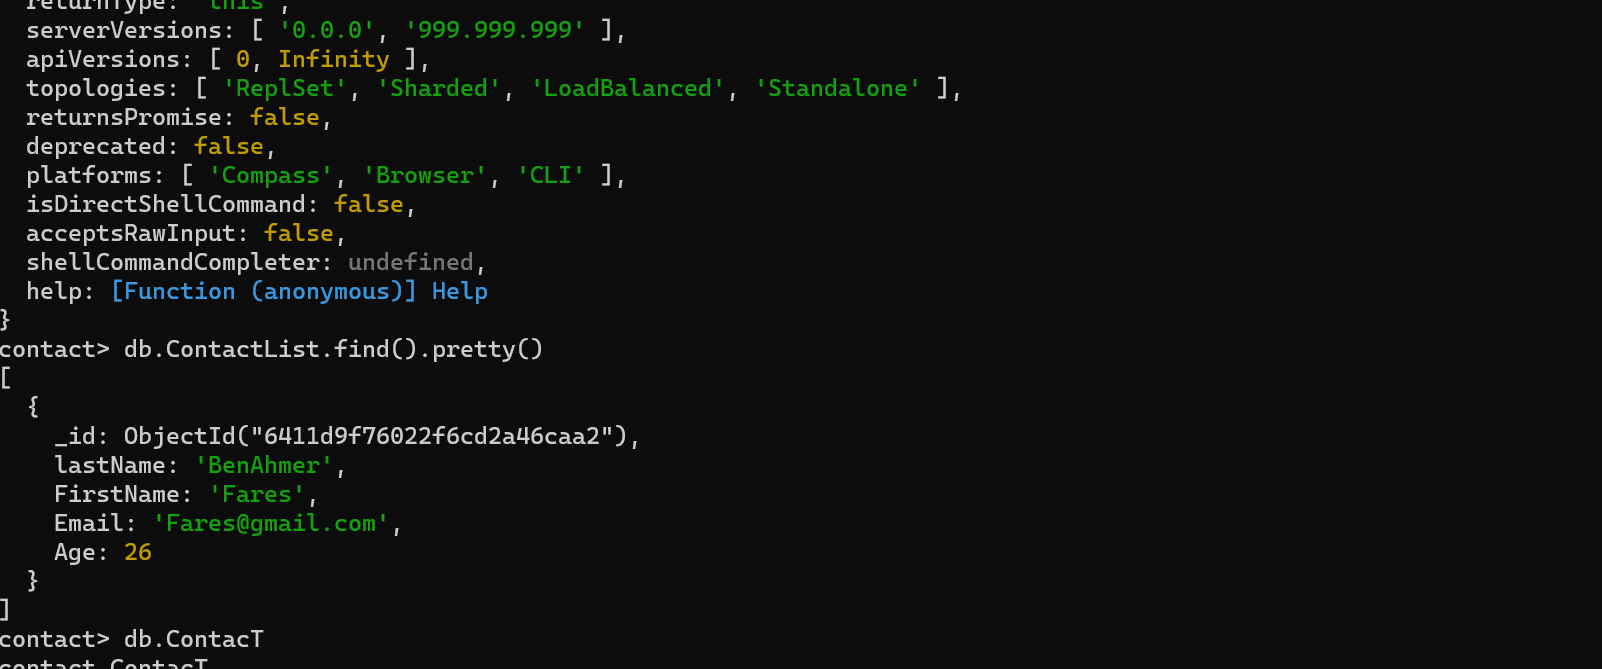 returnType: 'this',
serverVersions: [ '0.0.0', '999.999.999' ],
apiVersions: [ 0, Infinity ],
topologies: [ 'ReplSet', 'Sharded', 'LoadBalanced', 'Standalone' ],
returnsPromise: false,
deprecated: false,
platforms: [ 'Compass', 'Browser', 'CLI' ],
isDirectShellCommand: false,
acceptsRawInput: false,
shellCommandCompleter: undefined,
help: [Function (anonymous)] Help
}
contact> db.ContactList.find().pretty()
[
{
_id: ObjectId("6411d9f76022f6cd2a46caa2"),
lastName: 'BenAhmer',
FirstName: 'Fares',
Email: 'Fares@gmail.com',
Age: 26
}
]
contact> db.ContacT
contact.ContacT